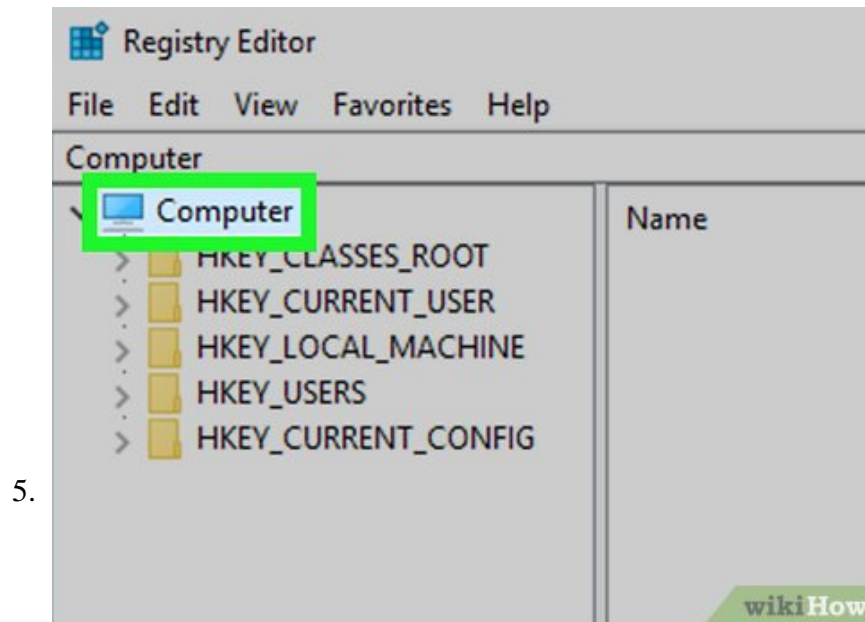 Registry Editor
File Edit View Favorites Help
Computer
Computer
Name
HKEY_CLASSES_ROOT
HKEY_CURRENT_USER
HKEY_LOCAL_MACHINE
HKEY_USERS
HKEY_CURRENT_CONFIG
5.
wikiHow